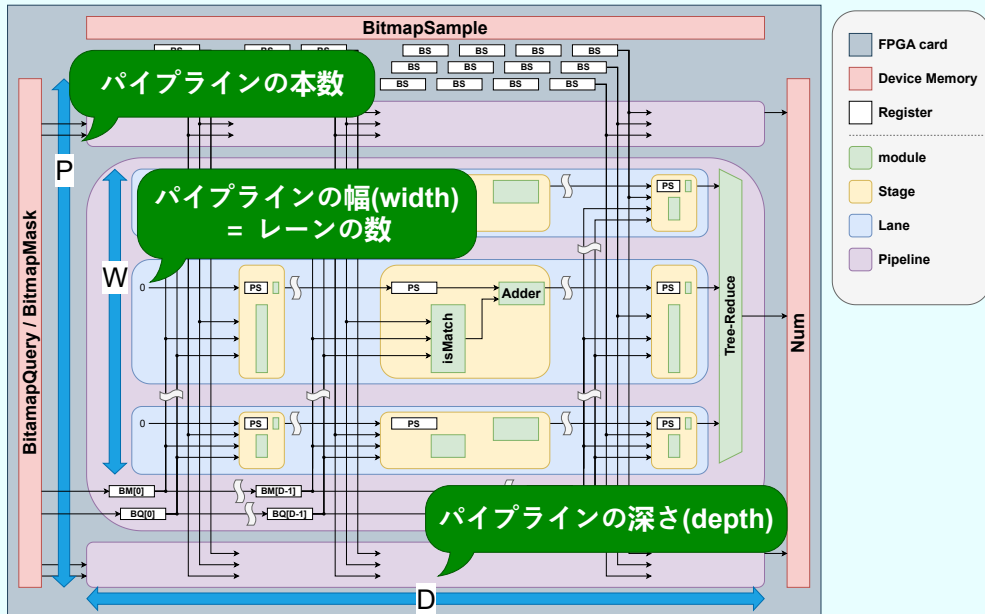 BitmapSample
BS BS BS BS BS BS BS
BS BS BS BS
BS BS BS BS
パイプラインの本数
P
BitamapQuery / BitmapMask
パイプラインの幅(width)
= レーンの数
W
PS
0 PS PS PS
isMatch
Adder
0 PS PS PS
Tree-Reduce
Num
BM[0] BM[D-1]
BQ[0] BQ[D-1]
パイプラインの深さ(depth)
D
FPGA card
Device Memory
Register
module
Stage
Lane
Pipeline